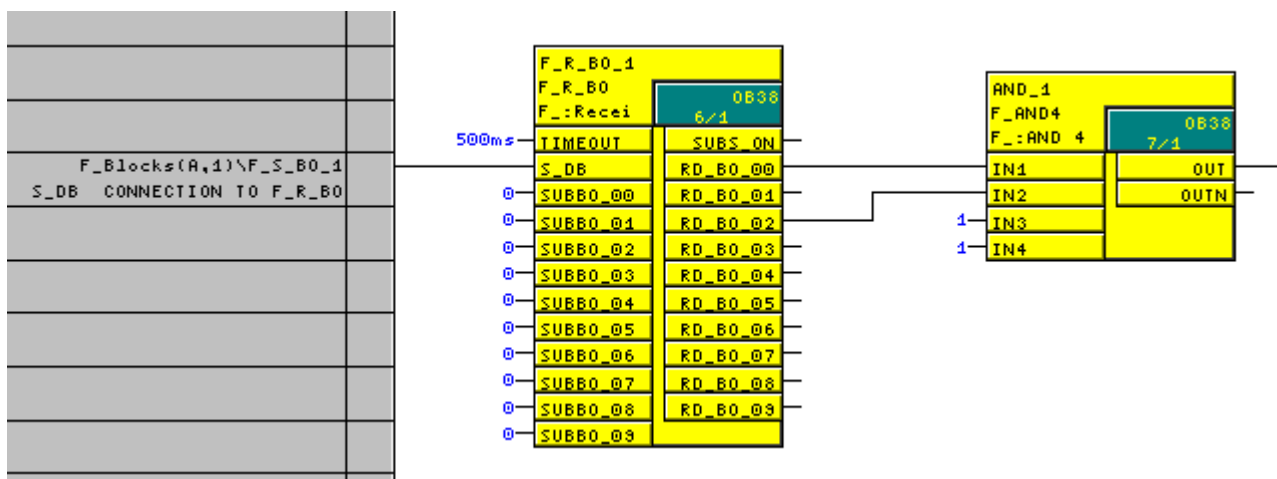 F_Blocks(A,1)\F_S_BO_1
S_DB CONNECTION TO F_R_BO
F_R_BO_1
F_R_BO
F_:Recei
OB38
6/1
500ms TIMEOUT SUBS_ON
S_DB RD_BO_00
0 SUBBO_00 RD_BO_01
0 SUBBO_01 RD_BO_02
0 SUBBO_02 RD_BO_03
0 SUBBO_03 RD_BO_04
0 SUBBO_04 RD_BO_05
0 SUBBO_05 RD_BO_06
0 SUBBO_06 RD_BO_07
0 SUBBO_07 RD_BO_08
0 SUBBO_08 RD_BO_09
0 SUBBO_09
AND_1
F_AND4
F_:AND 4
OB38
7/1
IN1 OUT
IN2 OUTN
1 IN3
1 IN4